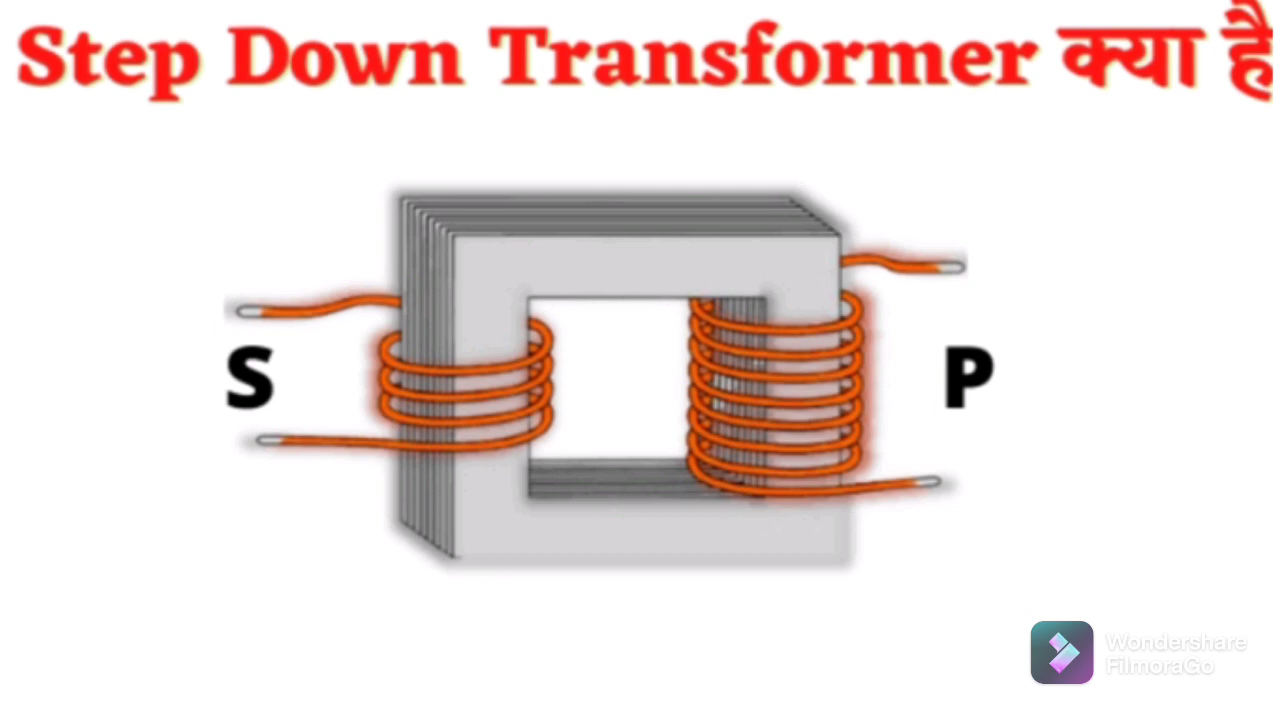 Step Down Transformer क्या है
S
P
Wondershare
FilmoraGo